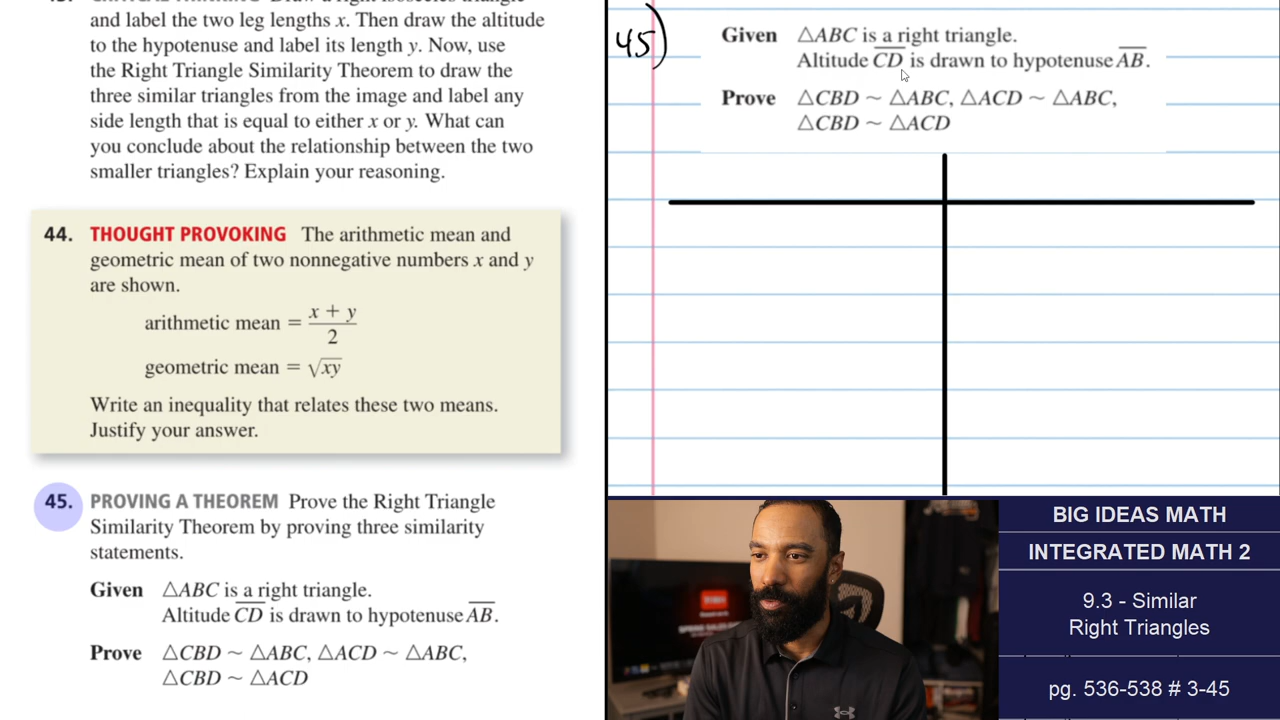 and label the two leg lengths x. Then draw the altitude
to the hypotenuse and label its length y. Now, use
the Right Triangle Similarity Theorem to draw the
three similar triangles from the image and label any
side length that is equal to either x or y. What can
you conclude about the relationship between the two
smaller triangles? Explain your reasoning.
44. THOUGHT PROVOKING The arithmetic mean and
geometric mean of two nonnegative numbers x and y
are shown.
arithmetic mean = x + y / 2
geometric mean = √xy
Write an inequality that relates these two means.
Justify your answer.
45. PROVING A THEOREM Prove the Right Triangle
Similarity Theorem by proving three similarity
statements.
Given △ABC is a right triangle.
Altitude CD is drawn to hypotenuse AB.
Prove △CBD ~ △ABC, △ACD ~ △ABC,
△CBD ~ △ACD
45)
Given △ABC is a right triangle.
Altitude CD is drawn to hypotenuse AB.
Prove △CBD ~ △ABC, △ACD ~ △ABC,
△CBD ~ △ACD
BIG IDEAS MATH
INTEGRATED MATH 2
9.3 - Similar
Right Triangles
pg. 536-538 # 3-45